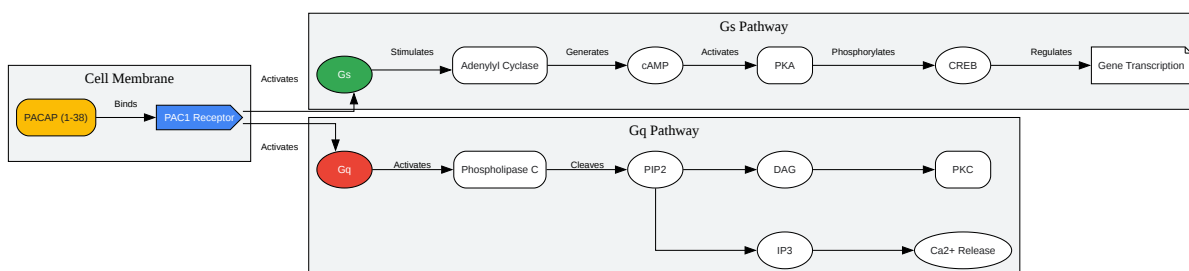 Gs Pathway
Stimulates
Generates
Activates
Phosphorylates
Regulates
Gs
Adenylyl Cyclase
cAMP
PKA
CREB
Gene Transcription
Cell Membrane
Activates
Binds
PACAP (1-38)
PAC1 Receptor
Activates
Gq Pathway
Activates
Cleaves
Gq
Phospholipase C
PIP2
DAG
PKC
IP3
Ca2+ Release